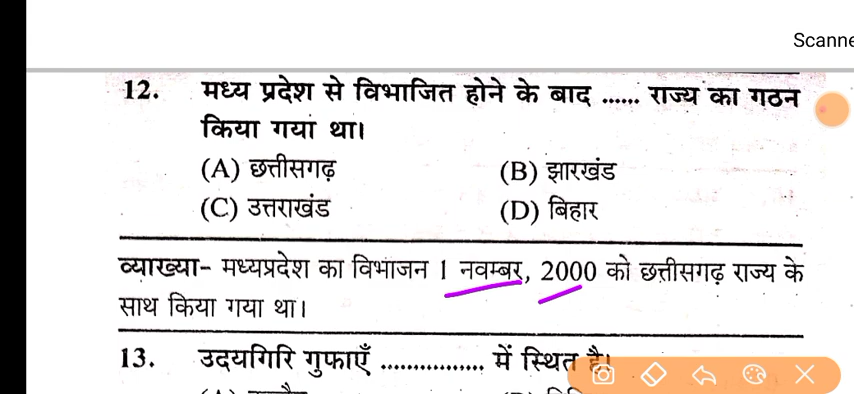 Scanne
12. मध्य प्रदेश से विभाजित होने के बाद ...... राज्य का गठन
किया गया था।
(A) छत्तीसगढ़ (B) झारखंड
(C) उत्तराखंड (D) बिहार
व्याख्या- मध्यप्रदेश का विभाजन 1 नवम्बर, 2000 को छत्तीसगढ़ राज्य के
साथ किया गया था।
13. उदयगिरि गुफाएँ ................ में स्थित है।